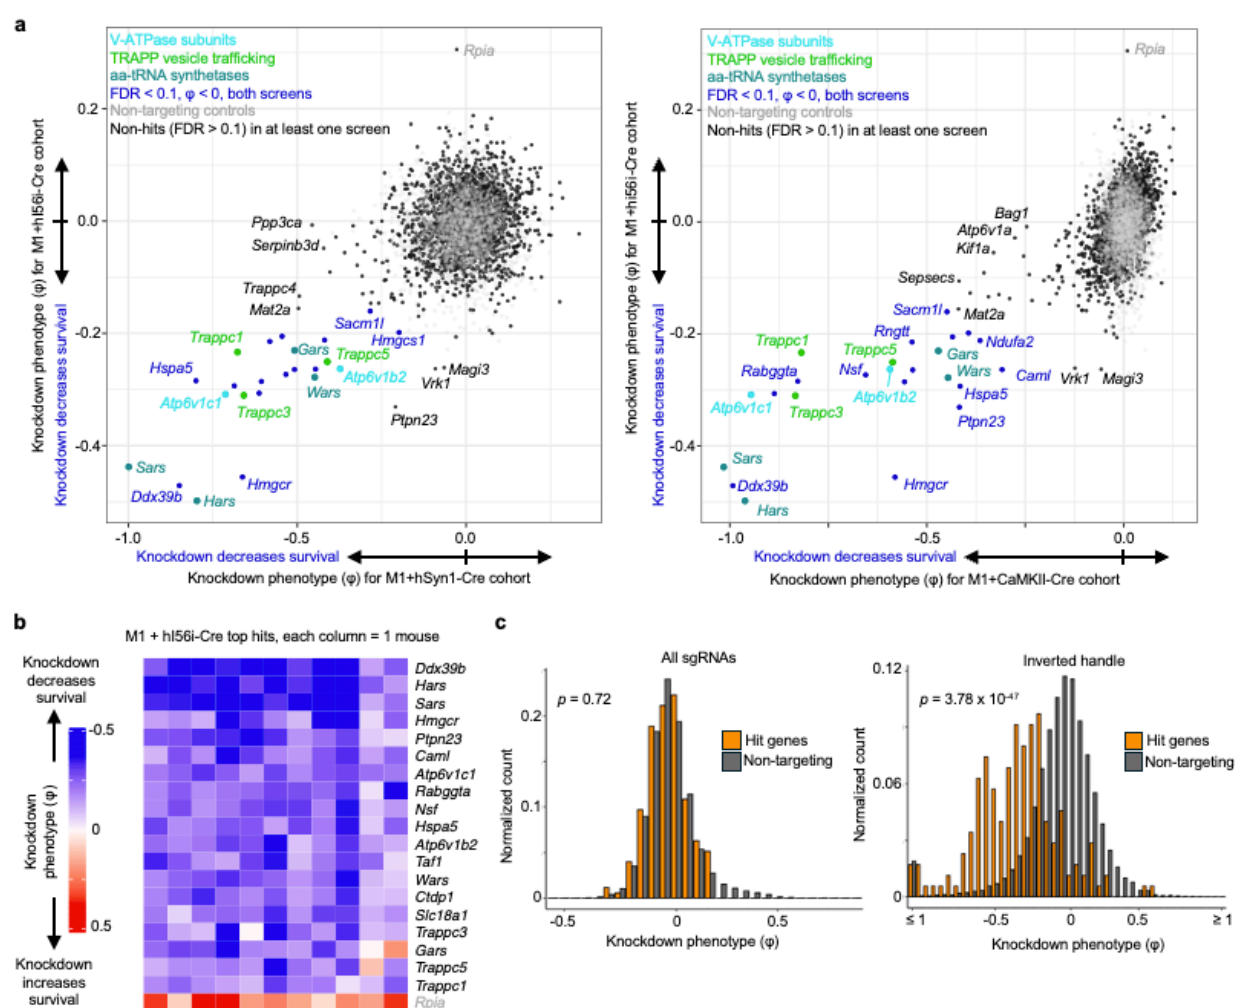 a
V-ATPase subunits
TRAPP vesicle trafficking
aa-tRNA synthetases
FDR < 0.1, φ < 0, both screens
Non-targeting controls
Non-hits (FDR > 0.1) in at least one screen
Rpia
0.2
0.0
-0.2
-0.4
Ppp3ca
Serpinb3d
Trappc4
Mat2a
Sacm1l
Hmgcs1
Trappc1
Gars
Trappc5
Hspa5
Atp6v1b2
Magi3
Vrk1
Wars
Atp6v1c1
Trappc3
Ptpn23
Sars
Hmgcr
Ddx39b
Hars
-1.0
-0.5
0.0
Knockdown decreases survival
Knockdown phenotype (φ) for M1+hSyn1-Cre cohort
Knockdown phenotype (φ) for M1+hI56i-Cre cohort
Knockdown decreases survival
V-ATPase subunits
TRAPP vesicle trafficking
aa-tRNA synthetases
FDR < 0.1, φ < 0, both screens
Non-targeting controls
Non-hits (FDR > 0.1) in at least one screen
Rpia
0.2
0.0
-0.2
-0.4
Bag1
Atp6v1a
Kif1a
Sepsecs
Sacm1l
Mat2a
Rngtt
Trappc1
Trappc5
Ndufa2
Gars
Rabggta
Nsf
Wars
Caml
Vrk1
Magi3
Atp6v1c1
Atp6v1b2
Hspa5
Trappc3
Ptpn23
Sars
Ddx39b
Hmgcr
Hars
-1.0
-0.5
0.0
Knockdown decreases survival
Knockdown phenotype (φ) for M1+CaMKII-Cre cohort
Knockdown phenotype (φ) for M1+hI56i-Cre cohort
Knockdown decreases survival
b
M1 + hI56i-Cre top hits, each column = 1 mouse
Knockdown
decreases
survival
-0.5
0
0.5
Knockdown
phenotype (φ)
Knockdown
increases
survival
Ddx39b
Hars
Sars
Hmgcr
Ptpn23
Caml
Atp6v1c1
Rabggta
Nsf
Hspa5
Atp6v1b2
Taf1
Wars
Ctdp1
Slc18a1
Trappc3
Gars
Trappc5
Trappc1
Rpia
c
All sgRNAs
p = 0.72
Hit genes
Non-targeting
Normalized count
0.2
0.1
0
-0.5
0
0.5
Knockdown phenotype (φ)
Inverted handle
p = 3.78 x 10⁻⁴⁷
Hit genes
Non-targeting
Normalized count
0.12
0.06
0
≤ 1
-0.5
0
0.5
≥ 1
Knockdown phenotype (φ)